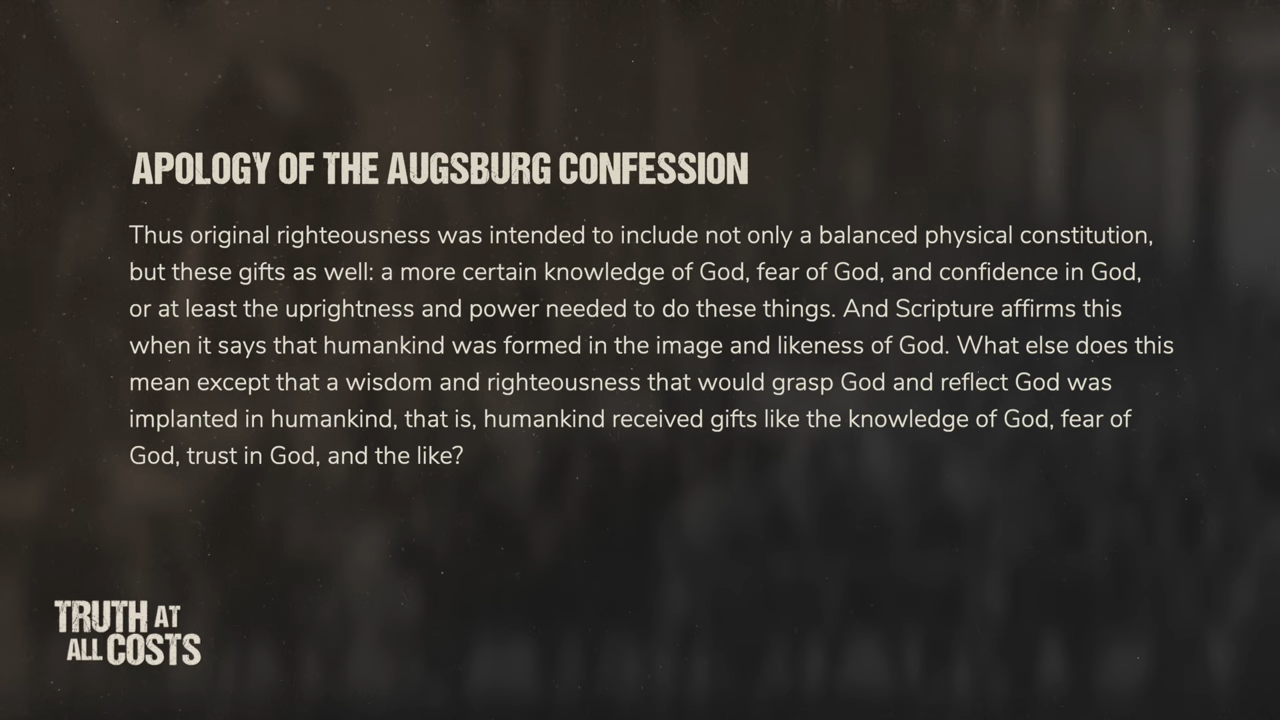 APOLOGY OF THE AUGSBURG CONFESSION
Thus original righteousness was intended to include not only a balanced physical constitution,
but these gifts as well: a more certain knowledge of God, fear of God, and confidence in God,
or at least the uprightness and power needed to do these things. And Scripture affirms this
when it says that humankind was formed in the image and likeness of God. What else does this
mean except that a wisdom and righteousness that would grasp God and reflect God was
implanted in humankind, that is, humankind received gifts like the knowledge of God, fear of
God, trust in God, and the like?
TRUTH AT
ALL COSTS